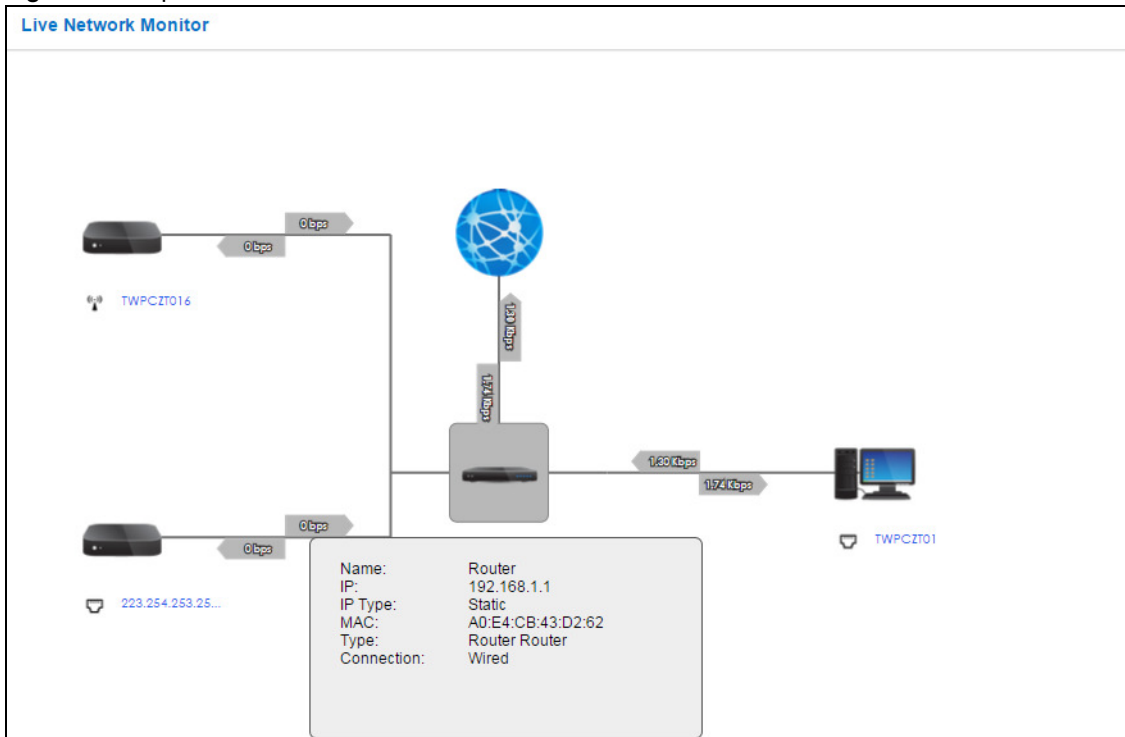 Live Network Monitor
0 bps
0 bps
TWPCZT016
1.30 Kbps
1.74 Kbps
1.30 Kbps
1.74 Kbps
TWPCZT01
0 bps
0 bps
223.254.253.25...
Name: Router
IP: 192.168.1.1
IP Type: Static
MAC: A0:E4:CB:43:D2:62
Type: Router Router
Connection: Wired